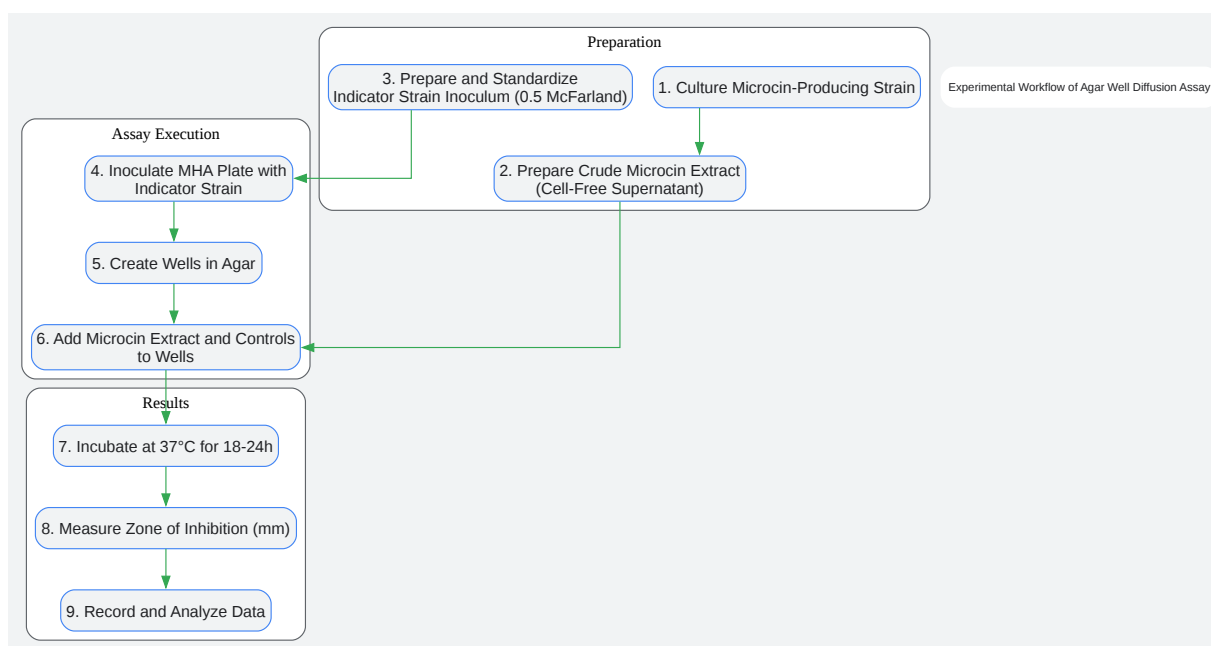 Preparation
3. Prepare and Standardize
Indicator Strain Inoculum (0.5 McFarland)
1. Culture Microcin-Producing Strain
Experimental Workflow of Agar Well Diffusion Assay
Assay Execution
4. Inoculate MHA Plate with
Indicator Strain
2. Prepare Crude Microcin Extract
(Cell-Free Supernatant)
5. Create Wells in Agar
6. Add Microcin Extract and Controls
to Wells
Results
7. Incubate at 37°C for 18-24h
8. Measure Zone of Inhibition (mm)
9. Record and Analyze Data